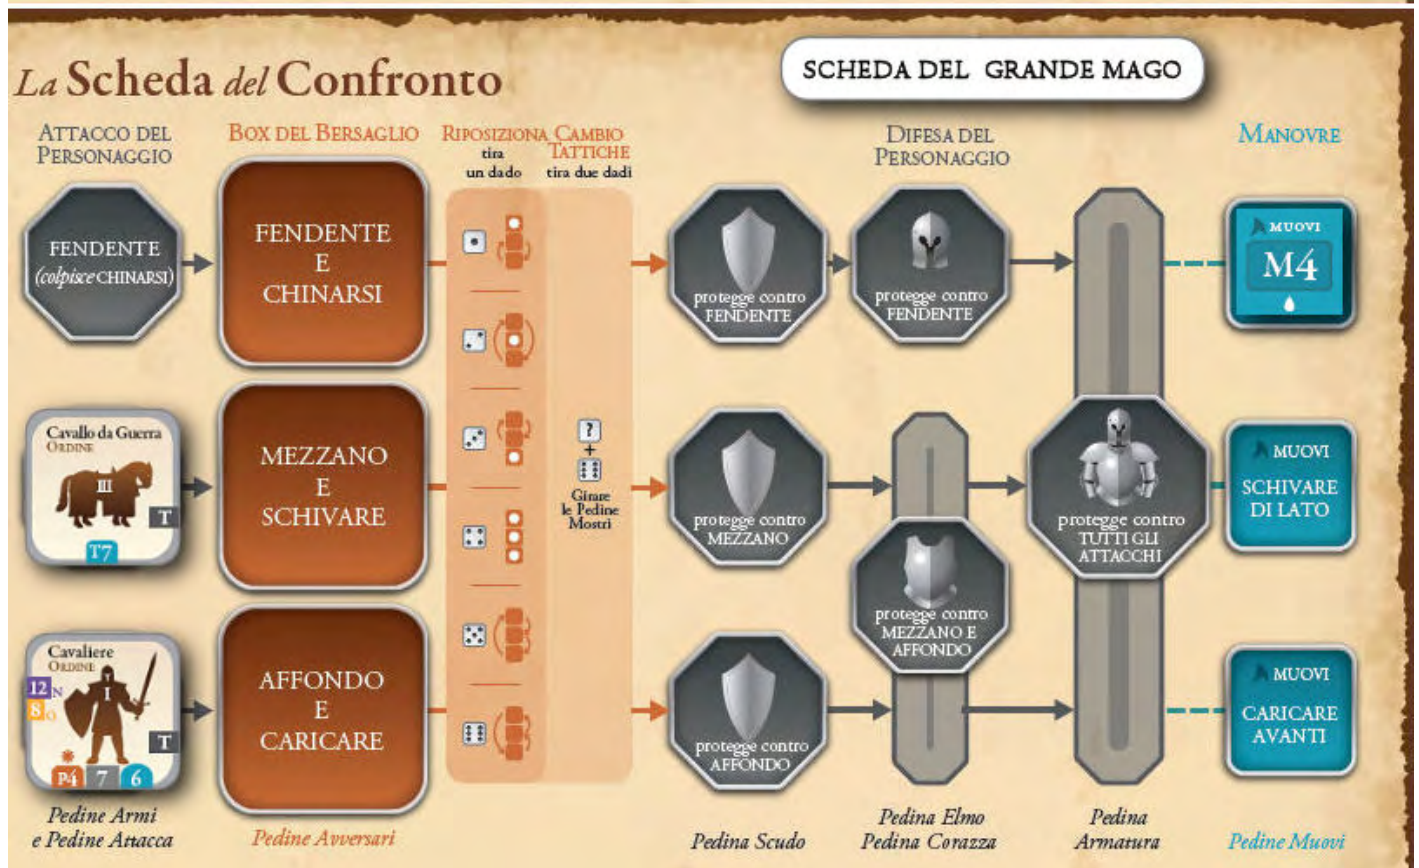 La Scheda del Confronto
SCHEDA DEL GRANDE MAGO
ATTACCO DEL
PERSONAGGIO
BOX DEL BERSAGLIO
RIPOSIZIONA
tira
un dado
CAMBIO
TATTICHE
tira due dadi
DIFESA DEL
PERSONAGGIO
MANOVRE
FENDENTE
(colpisce CHINARSI)
FENDENTE
E
CHINARSI
protegge contro
FENDENTE
protegge contro
FENDENTE
MUOVI
M4
Cavallo da Guerra
ORDINE
III
T
T7
MEZZANO
E
SCHIVARE
?
+
Girare
le Pedine
Mostri
protegge contro
MEZZANO
protegge contro
MEZZANO E
AFFONDO
protegge contro
TUTTI GLI
ATTACCHI
MUOVI
SCHIVARE
DI LATO
Cavaliere
ORDINE
12 N
8 O
I
T
P4 7 6
AFFONDO
E
CARICARE
protegge contro
AFFONDO
MUOVI
CARICARE
AVANTI
Pedine Armi
e Pedine Attacca
Pedine Avversari
Pedina Scudo
Pedina Elmo
Pedina Corazza
Pedina
Armatura
Pedine Muovi